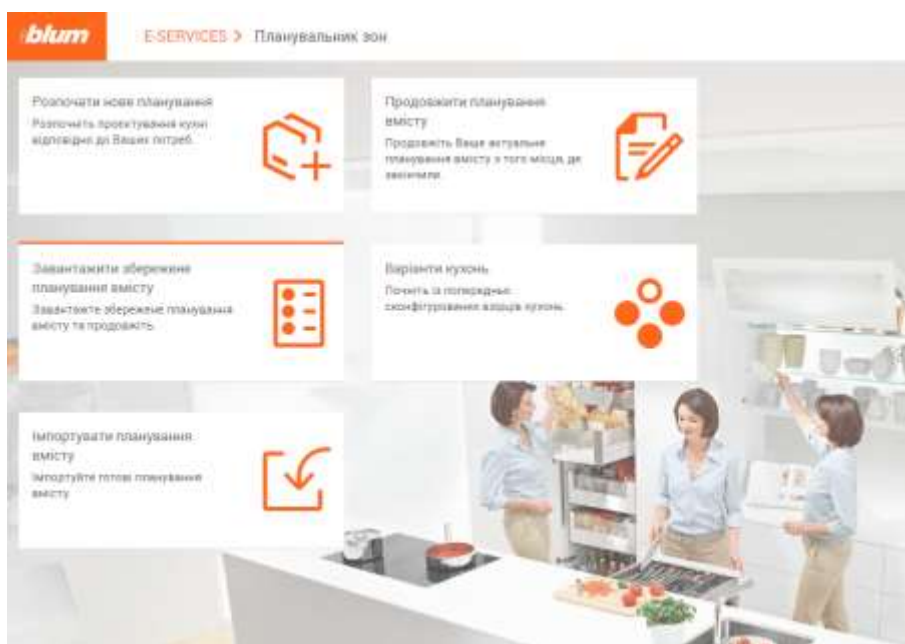 blum
E-SERVICES > Планувальник зон
Розпочати нове планування
Розпочніть проектування кухні
відповідно до Ваших потреб.
Продовжити планування
вмісту
Продовжіть Ваше актуальне
планування вмісту з того місця, де
закінчили.
Завантажити збережене
планування вмісту
Завантажте збережене планування
вмісту та продовжіть.
Варіанти кухонь
Почніть із попередньо
сконфігурованих взірців кухонь.
Імпортувати планування
вмісту
Імпортуйте готові планування
вмісту